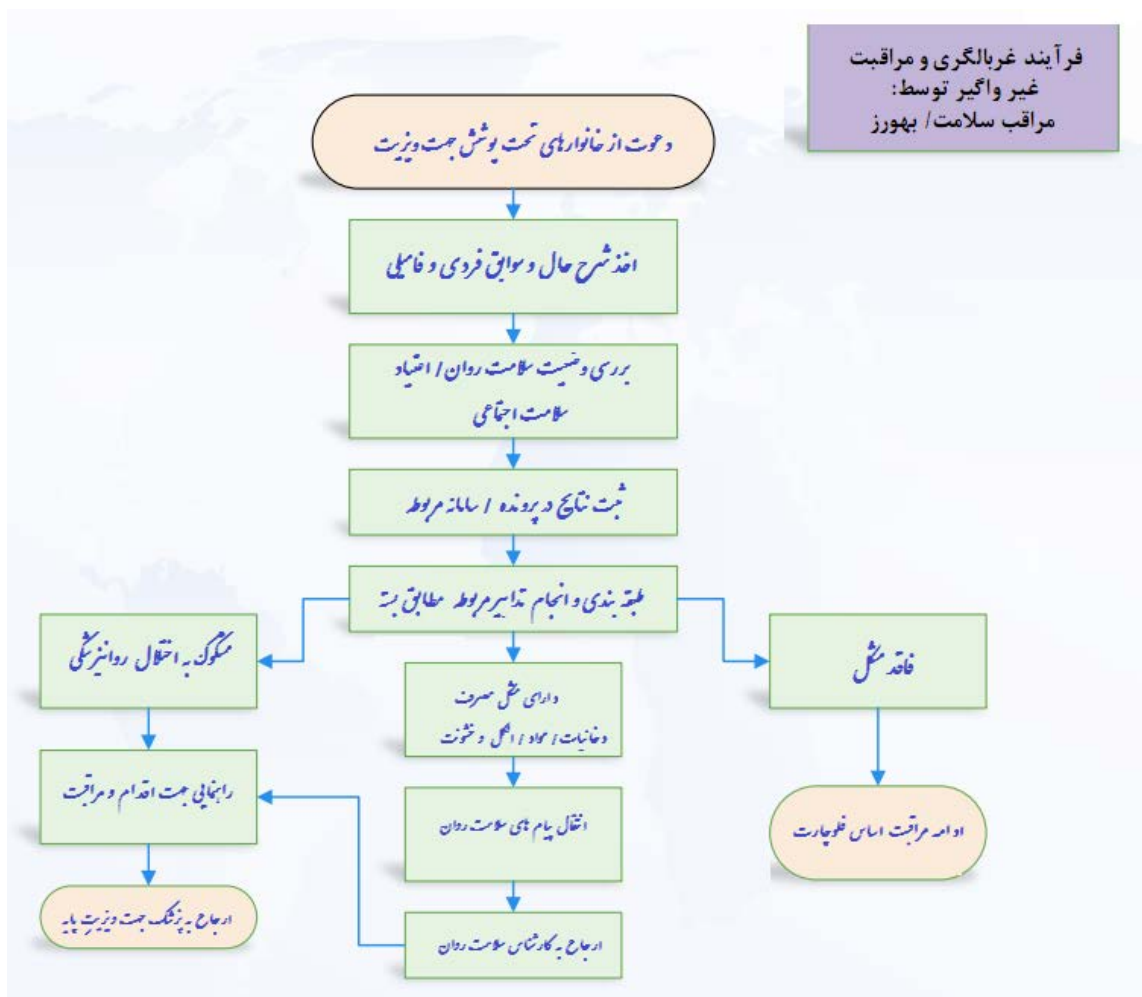 فرآیند غربالگری و مراقبت
غیر واگیر توسط:
مراقب سلامت/ بهورز
دعوت از خانوارهای تحت پوشش جهت ویزیت
اخذ شرح حال و سوابق فردی و فامیلی
بررسی وضعیت سلامت روان / اعتیاد
سلامت اجتماعی
ثبت نتایج در پرونده / سامانه مربوطه
طبقه بندی و انجام تدابیر مربوطه مطابق بسته
فاقد مشکل
ادامه مراقبت اساس فلوچارت
دارای مشکل مصرف
دخانیات / مواد / الکل و خشونت
انتقال پیام های سلامت روان
ارجاع به کارشناس سلامت روان
مشکوک به اختلال روانپزشکی
راهنمایی جهت اقدام و مراقبت
ارجاع به پزشک جهت ویزیت پایه